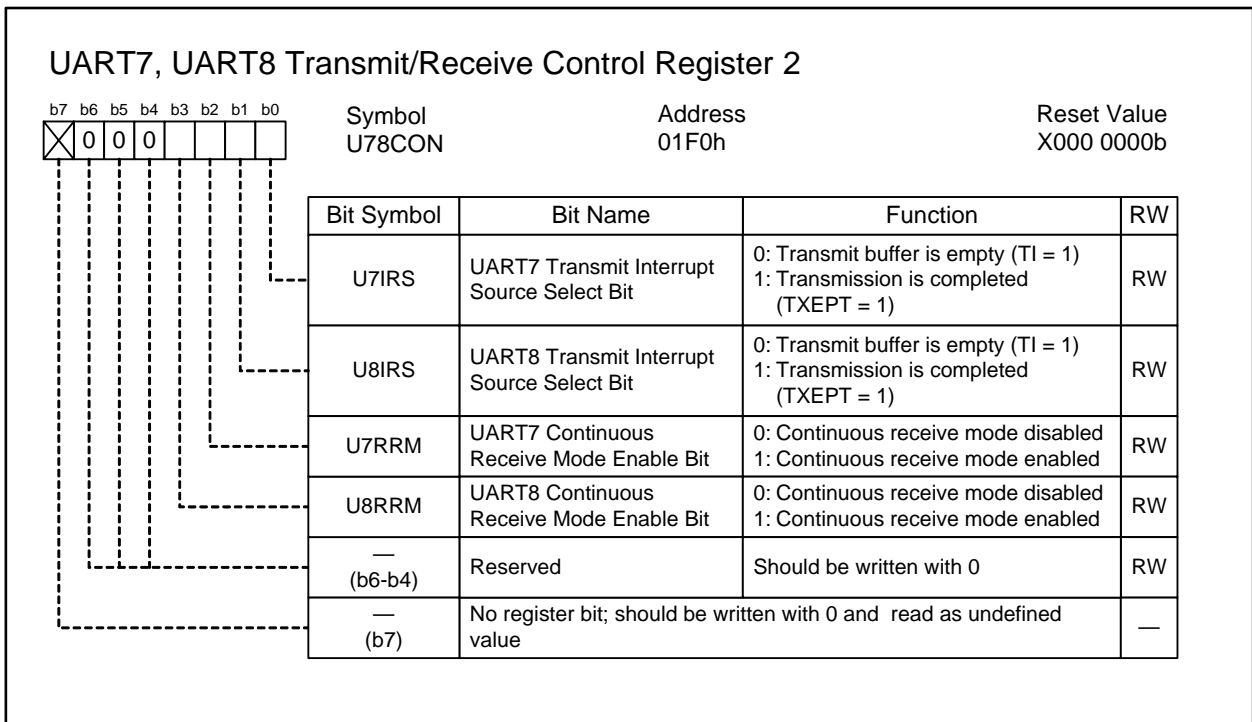 UART7, UART8 Transmit/Receive Control Register 2
b7 b6 b5 b4 b3 b2 b1 b0
0 0 0
Symbol Address Reset Value
U78CON 01F0h X000 0000b
Bit Symbol Bit Name Function RW
U7IRS UART7 Transmit Interrupt Source Select Bit 0: Transmit buffer is empty (TI = 1)
1: Transmission is completed
(TXEPT = 1) RW
U8IRS UART8 Transmit Interrupt Source Select Bit 0: Transmit buffer is empty (TI = 1)
1: Transmission is completed
(TXEPT = 1) RW
U7RRM UART7 Continuous Receive Mode Enable Bit 0: Continuous receive mode disabled
1: Continuous receive mode enabled RW
U8RRM UART8 Continuous Receive Mode Enable Bit 0: Continuous receive mode disabled
1: Continuous receive mode enabled RW
—
(b6-b4) Reserved Should be written with 0 RW
—
(b7) No register bit; should be written with 0 and read as undefined
value —